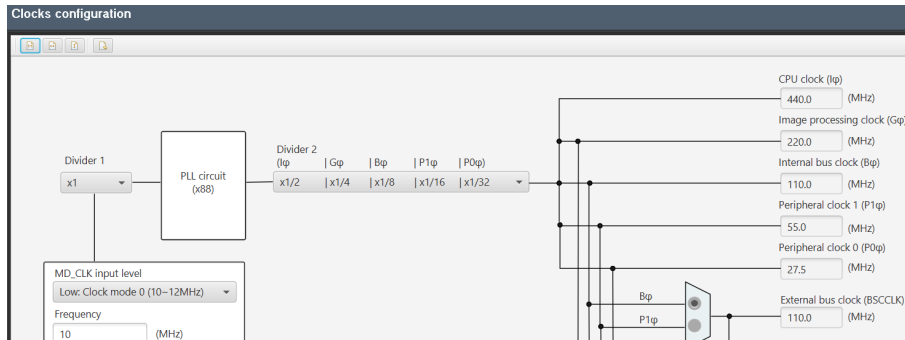 Clocks configuration
CPU clock (Iφ)
440.0 (MHz)
Image processing clock (Gφ)
220.0 (MHz)
Divider 2
Divider 1
(Iφ | Gφ | Bφ | P1φ | P0φ)
Internal bus clock (Bφ)
x1
PLL circuit
(x88)
x1/2 | x1/4 | x1/8 | x1/16 | x1/32
110.0 (MHz)
Peripheral clock 1 (P1φ)
55.0 (MHz)
Peripheral clock 0 (P0φ)
27.5 (MHz)
MD_CLK input level
Low: Clock mode 0 (10~12MHz)
Frequency
10 (MHz)
Bφ
P1φ
External bus clock (BSCCLK)
110.0 (MHz)